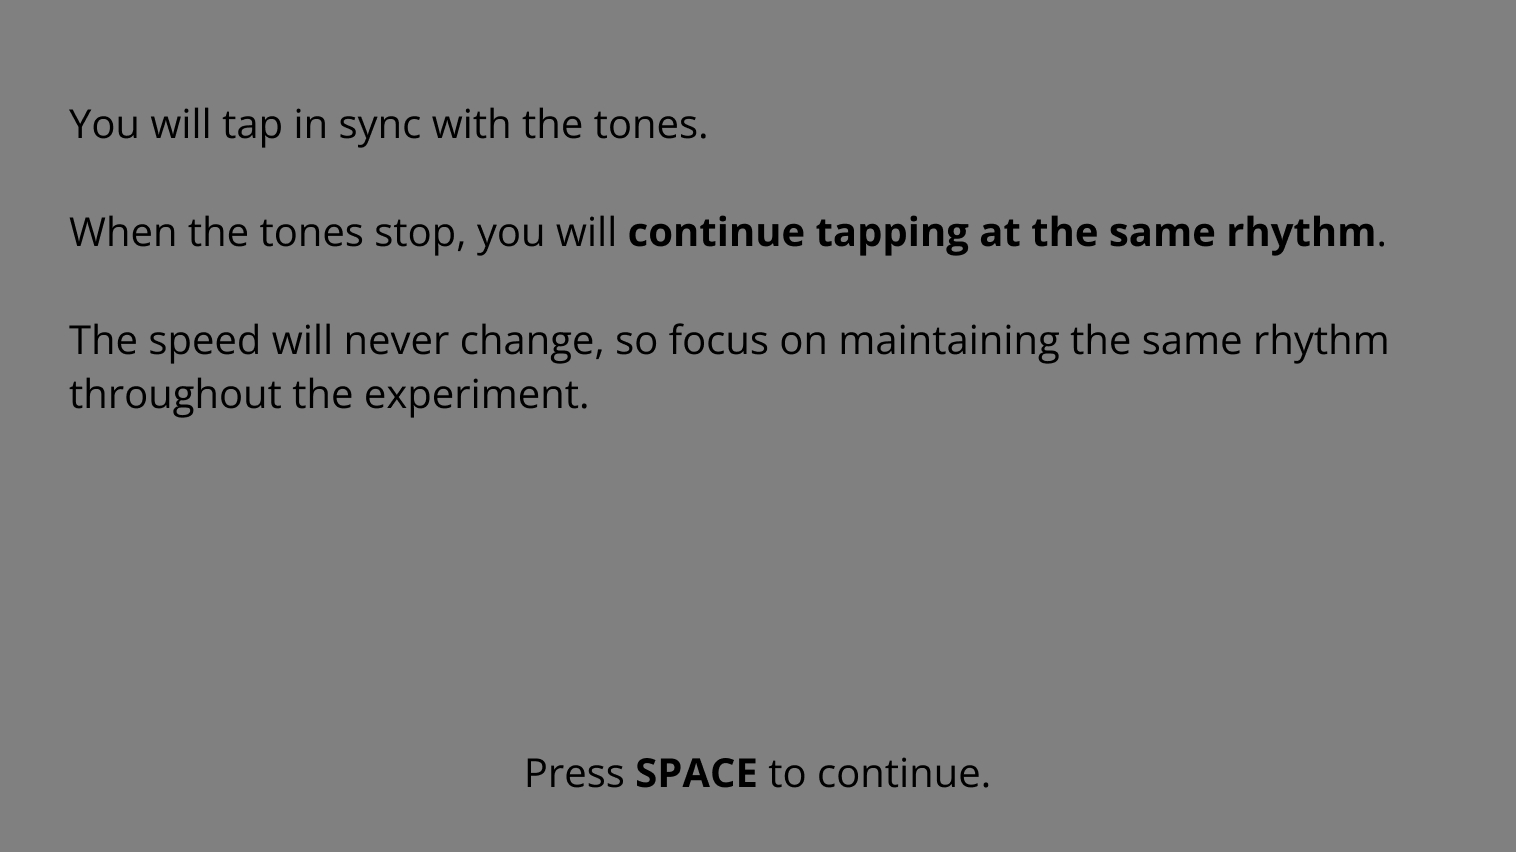 You will tap in sync with the tones.
When the tones stop, you will continue tapping at the same rhythm.
The speed will never change, so focus on maintaining the same rhythm
throughout the experiment.
Press SPACE to continue.